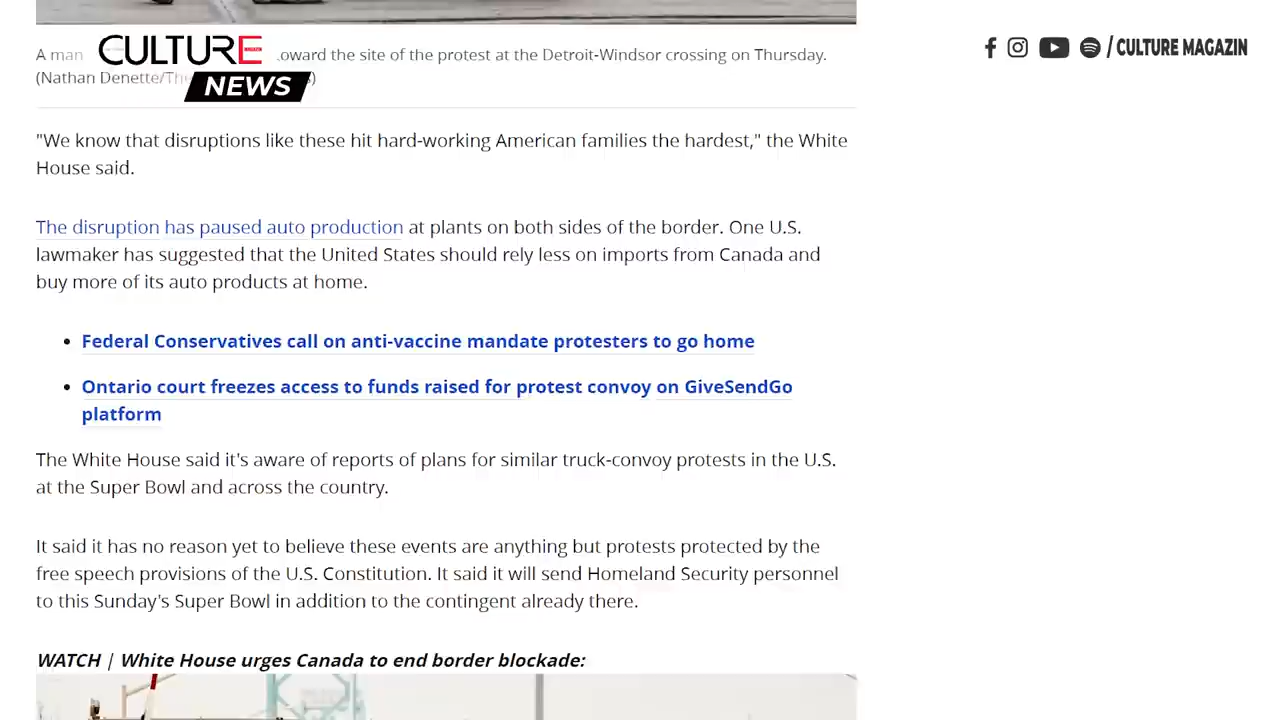 A man
CULTURE
oward the site of the protest at the Detroit-Windsor crossing on Thursday.
(Nathan Denette/The
NEWS
/ CULTURE MAGAZIN
"We know that disruptions like these hit hard-working American families the hardest," the White
House said.
The disruption has paused auto production at plants on both sides of the border. One U.S.
lawmaker has suggested that the United States should rely less on imports from Canada and
buy more of its auto products at home.
• Federal Conservatives call on anti-vaccine mandate protesters to go home
• Ontario court freezes access to funds raised for protest convoy on GiveSendGo
platform
The White House said it's aware of reports of plans for similar truck-convoy protests in the U.S.
at the Super Bowl and across the country.
It said it has no reason yet to believe these events are anything but protests protected by the
free speech provisions of the U.S. Constitution. It said it will send Homeland Security personnel
to this Sunday's Super Bowl in addition to the contingent already there.
WATCH | White House urges Canada to end border blockade: